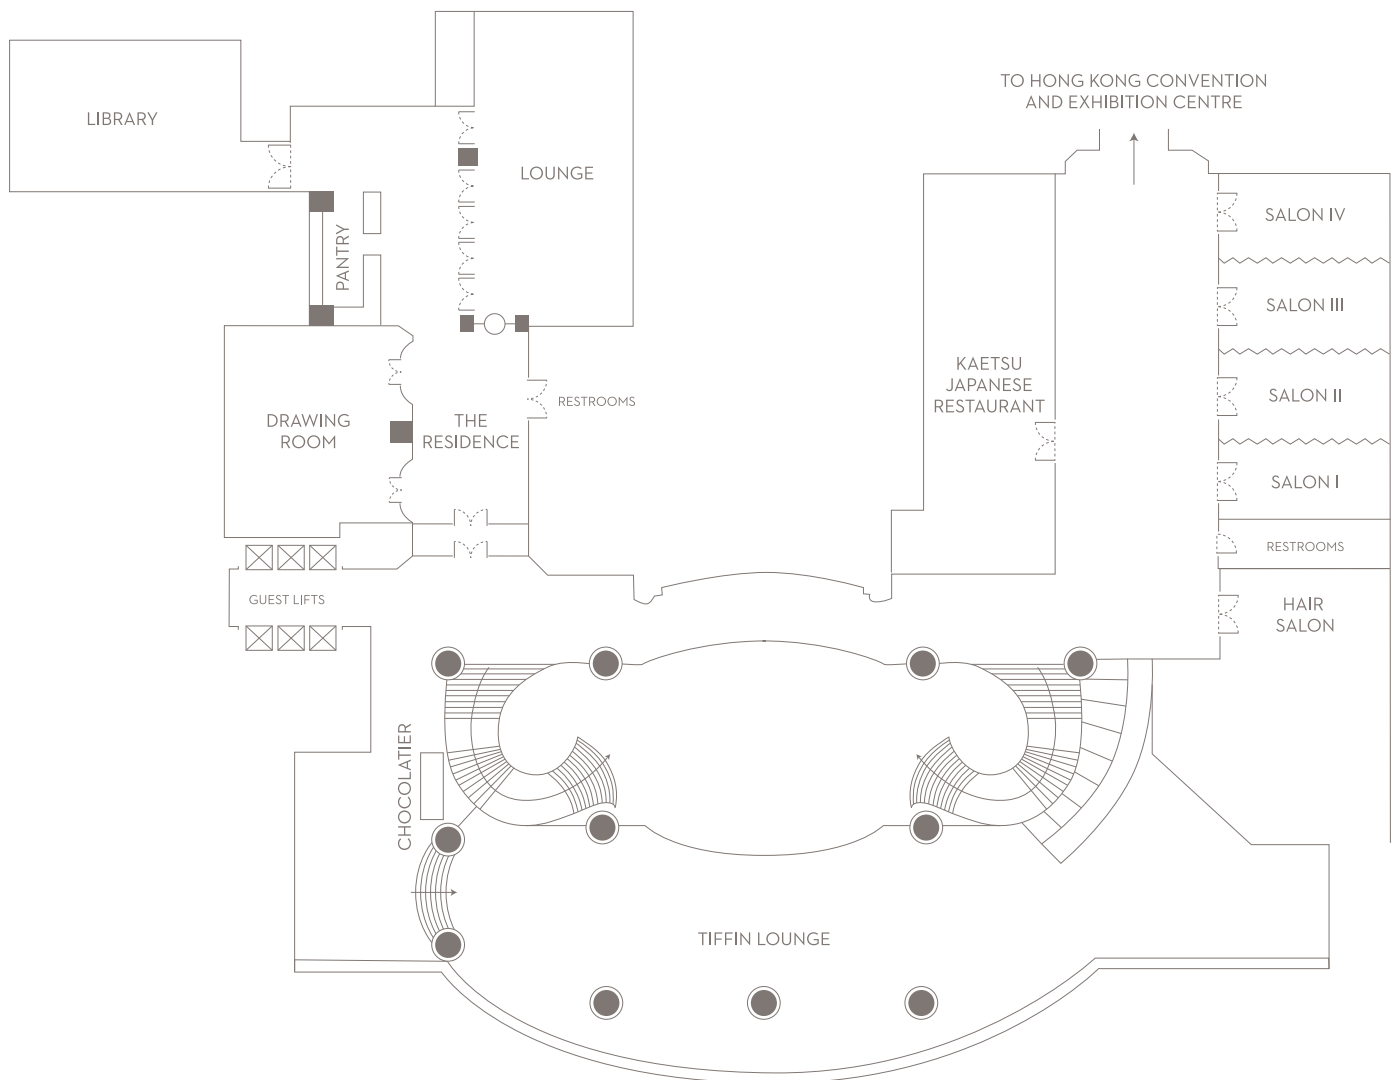 TO HONG KONG CONVENTION
AND EXHIBITION CENTRE
LIBRARY
LOUNGE
SALON IV
PANTRY
SALON III
KAETSU
JAPANESE
RESTAURANT
SALON II
RESTROOMS
DRAWING
ROOM
THE
RESIDENCE
SALON I
RESTROOMS
GUEST LIFTS
HAIR
SALON
CHOCOLATIER
TIFFIN LOUNGE